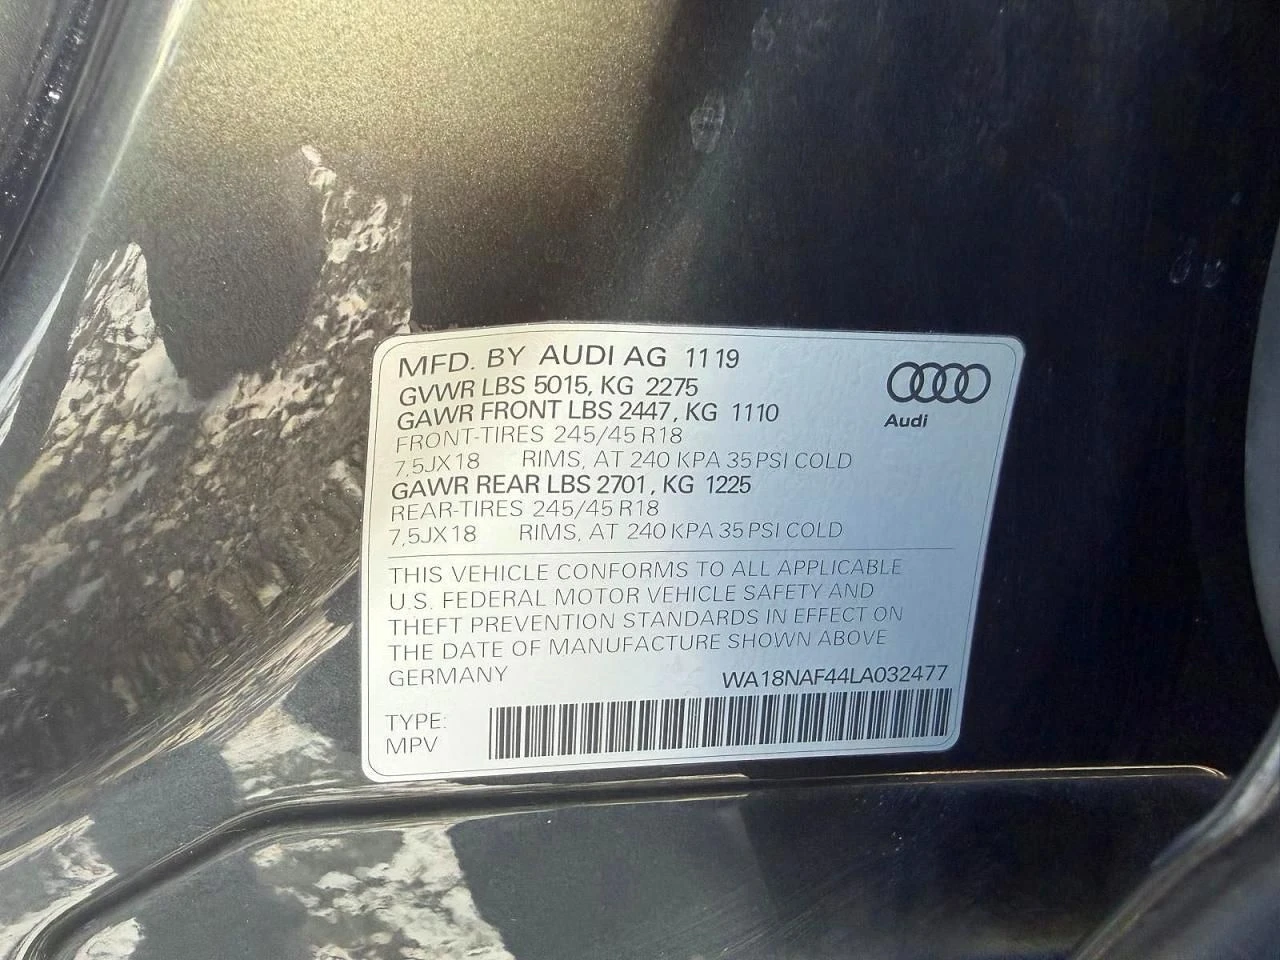 MFD. BY AUDI AG 11 19
GVWR LBS 5015, KG 2275
GAWR FRONT LBS 2447, KG 1110
FRONT-TIRES 245/45 R18
7,5JX18 RIMS, AT 240 KPA 35 PSI COLD
GAWR REAR LBS 2701, KG 1225
REAR-TIRES 245/45 R18
7,5JX18 RIMS, AT 240 KPA 35 PSI COLD
Audi
THIS VEHICLE CONFORMS TO ALL APPLICABLE
U.S. FEDERAL MOTOR VEHICLE SAFETY AND
THEFT PREVENTION STANDARDS IN EFFECT ON
THE DATE OF MANUFACTURE SHOWN ABOVE
GERMANY WA18NAF44LA032477
TYPE:
MPV